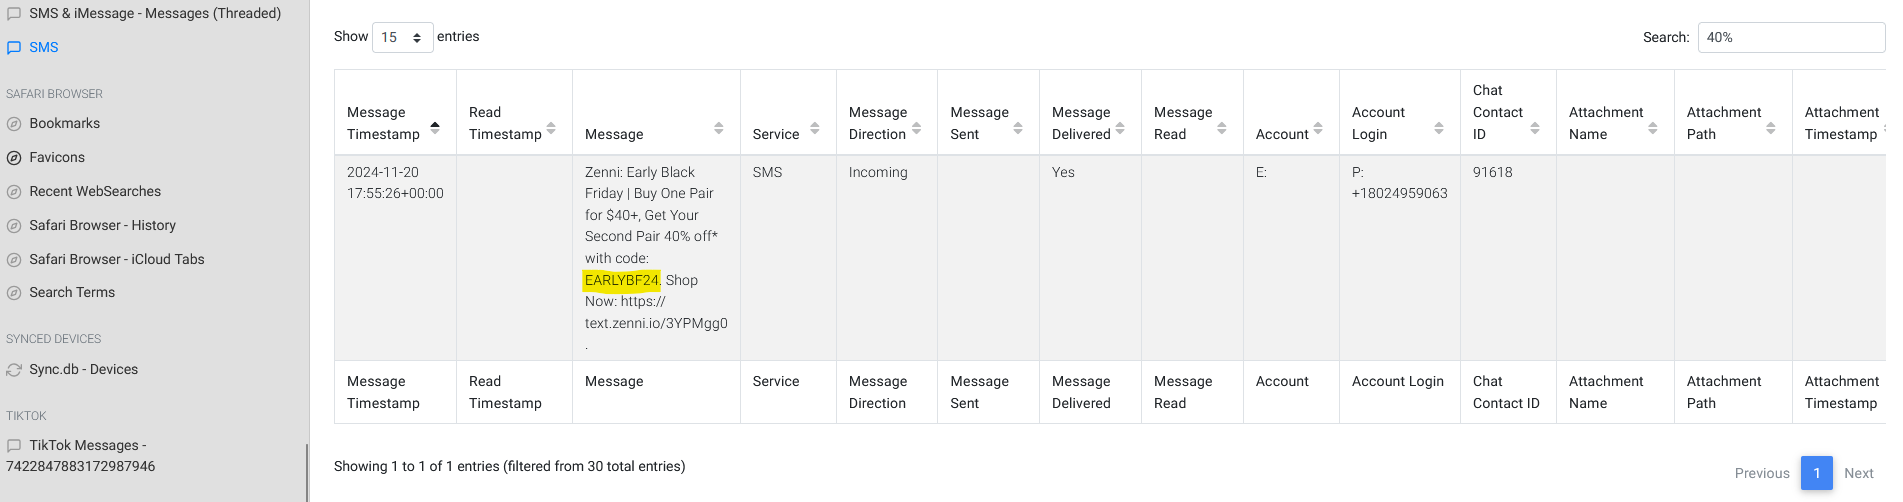 SMS & iMessage - Messages (Threaded)
SMS
SAFARI BROWSER
Bookmarks
Favicons
Recent WebSearches
Safari Browser - History
Safari Browser - iCloud Tabs
Search Terms
SYNCED DEVICES
Sync.db - Devices
TIKTOK
TikTok Messages -
7422847883172987946
Show 15 entries
Search: 40%
Message
Timestamp
Read
Timestamp
Message
Service
Message
Direction
Message
Sent
Message
Delivered
Message
Read
Account
Account
Login
Chat
Contact
ID
Attachment
Name
Attachment
Path
Attachment
Timestamp
2024-11-20
17:55:26+00:00
Zenni: Early Black
Friday | Buy One Pair
for $40+, Get Your
Second Pair 40% off*
with code:
EARLYBF24. Shop
Now: https://
text.zenni.io/3YPMgg0
.
SMS
Incoming
Yes
E:
P:
+18024959063
91618
Message
Timestamp
Read
Timestamp
Message
Service
Message
Direction
Message
Sent
Message
Delivered
Message
Read
Account
Account Login
Chat
Contact ID
Attachment
Name
Attachment
Path
Attachment
Timestamp
Showing 1 to 1 of 1 entries (filtered from 30 total entries)
Previous 1 Next